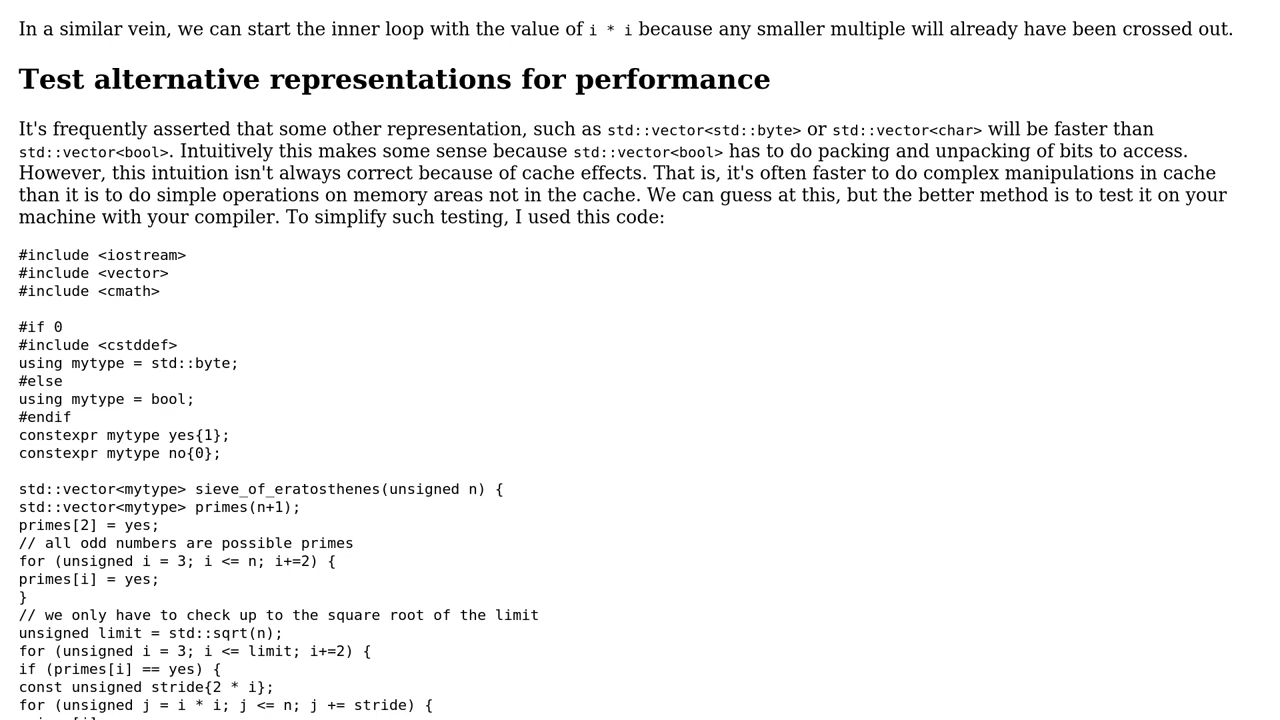 In a similar vein, we can start the inner loop with the value of i * i because any smaller multiple will already have been crossed out.
Test alternative representations for performance
It's frequently asserted that some other representation, such as std::vector<std::byte> or std::vector<char> will be faster than
std::vector<bool>. Intuitively this makes some sense because std::vector<bool> has to do packing and unpacking of bits to access.
However, this intuition isn't always correct because of cache effects. That is, it's often faster to do complex manipulations in cache
than it is to do simple operations on memory areas not in the cache. We can guess at this, but the better method is to test it on your
machine with your compiler. To simplify such testing, I used this code:
#include <iostream>
#include <vector>
#include <cmath>
#if 0
#include <cstddef>
using mytype = std::byte;
#else
using mytype = bool;
#endif
constexpr mytype yes{1};
constexpr mytype no{0};
std::vector<mytype> sieve_of_eratosthenes(unsigned n) {
std::vector<mytype> primes(n+1);
primes[2] = yes;
// all odd numbers are possible primes
for (unsigned i = 3; i <= n; i+=2) {
primes[i] = yes;
}
// we only have to check up to the square root of the limit
unsigned limit = std::sqrt(n);
for (unsigned i = 3; i <= limit; i+=2) {
if (primes[i] == yes) {
const unsigned stride{2 * i};
for (unsigned j = i * i; j <= n; j += stride) {